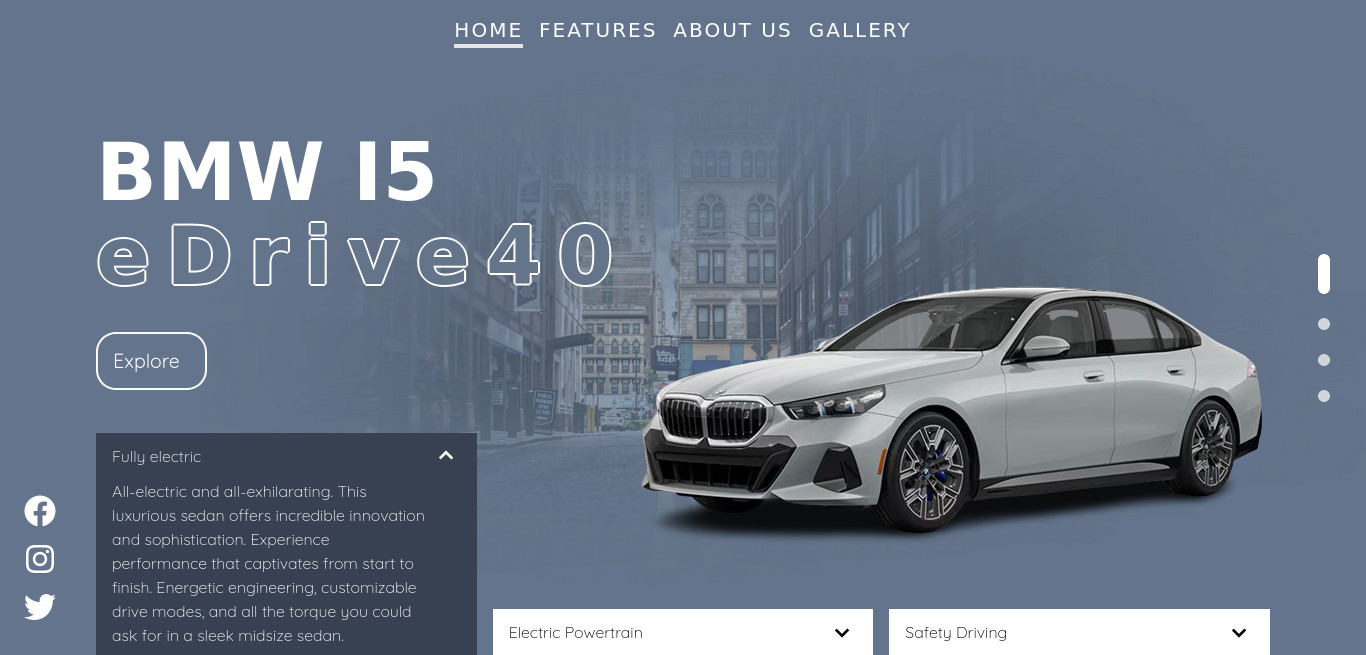 HOME FEATURES ABOUT US GALLERY
BMW I5
eDrive40
Explore
Fully electric
All-electric and all-exhilarating. This
luxurious sedan offers incredible innovation
and sophistication. Experience
performance that captivates from start to
finish. Energetic engineering, customizable
drive modes, and all the torque you could
ask for in a sleek midsize sedan.
Electric Powertrain
Safety Driving